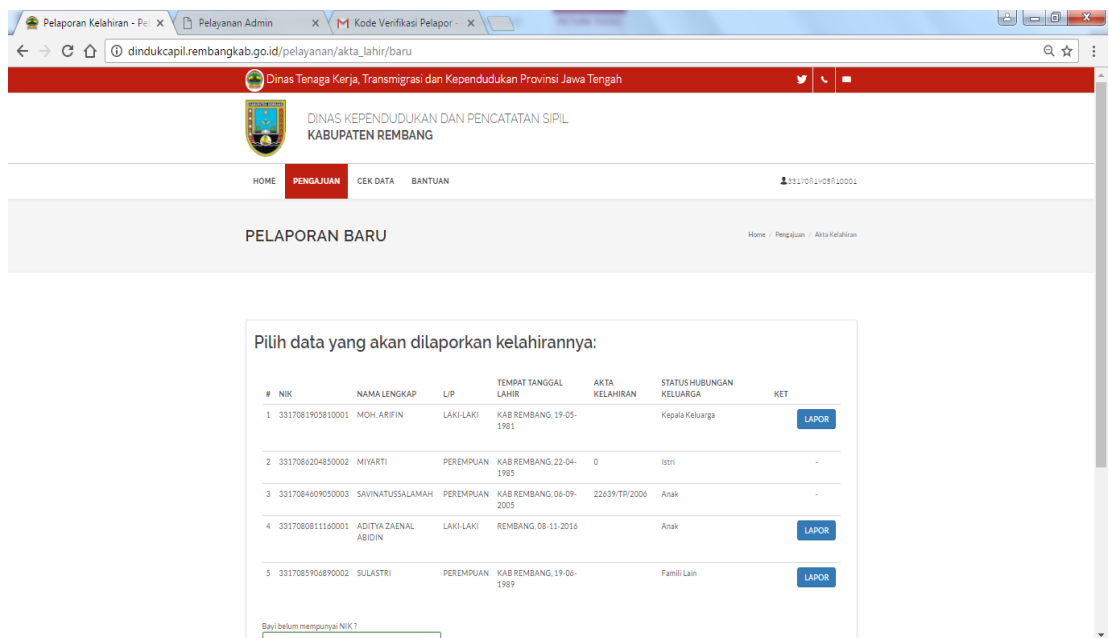 Pelaporan Kelahiran - Pe
Pelayanan Admin
Kode Verifikasi Pelapor -
dindukcapil.rembangkab.go.id/pelayanan/akta_lahir/baru
Dinas Tenaga Kerja, Transmigrasi dan Kependudukan Provinsi Jawa Tengah
DINAS KEPENDUDUKAN DAN PENCATATAN SIPIL
KABUPATEN REMBANG
HOME PENGAJUAN CEK DATA BANTUAN 3317081905810001
PELAPORAN BARU
Home / Pengajuan / Akta Kelahiran
Pilih data yang akan dilaporkan kelahirannya:
# NIK NAMA LENGKAP L/P TEMPAT TANGGAL LAHIR AKTA KELAHIRAN STATUS HUBUNGAN KELUARGA KET
1 3317081905810001 MOH. ARIFIN LAKI-LAKI KAB REMBANG, 19-05-1981 Kepala Keluarga LAPOR
2 3317086204850002 MIYARTI PEREMPUAN KAB REMBANG, 22-04-1985 0 Istri -
3 3317084609050003 SAVINATUSSALAMAH PEREMPUAN KAB REMBANG, 06-09-2005 22639/TP/2006 Anak -
4 3317080811160001 ADITYA ZAENAL ABIDIN LAKI-LAKI REMBANG, 08-11-2016 Anak LAPOR
5 3317085906890002 SULASTRI PEREMPUAN KAB REMBANG, 19-06-1989 Famili Lain LAPOR
Bayi belum mempunyai NIK ?